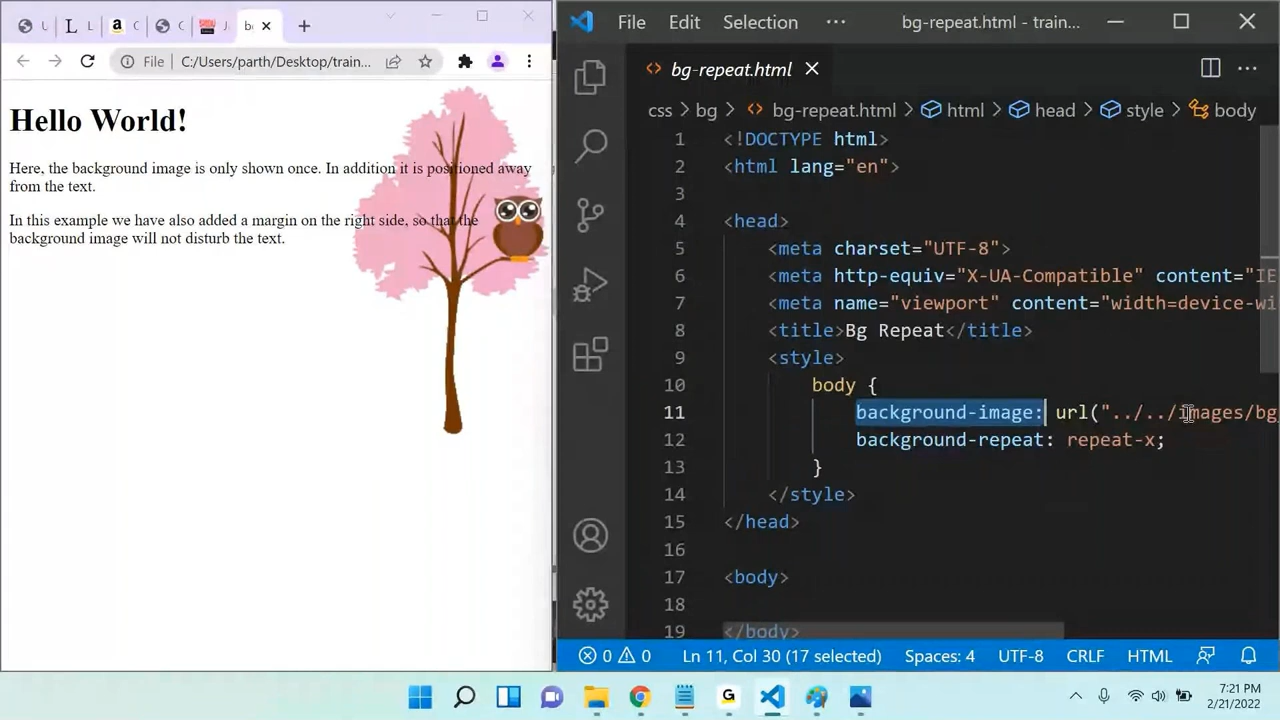 U
L
L
a
C
C
J
b
File
C:/Users/parth/Desktop/train...
Hello World!
Here, the background image is only shown once. In addition it is positioned away
from the text.
In this example we have also added a margin on the right side, so that the
background image will not disturb the text.
File Edit Selection ··· bg-repeat.html - train...
bg-repeat.html
css > bg > bg-repeat.html > html > head > style > body
1 <!DOCTYPE html>
2 <html lang="en">
3
4 <head>
5 <meta charset="UTF-8">
6 <meta http-equiv="X-UA-Compatible" content="IE
7 <meta name="viewport" content="width=device-wi
8 <title>Bg Repeat</title>
9 <style>
10 body {
11 background-image: url("../../images/bg
12 background-repeat: repeat-x;
13 }
14 </style>
15 </head>
16
17 <body>
18
19 </body>
0 0 Ln 11, Col 30 (17 selected) Spaces: 4 UTF-8 CRLF HTML
G
7:21 PM
2/21/2022